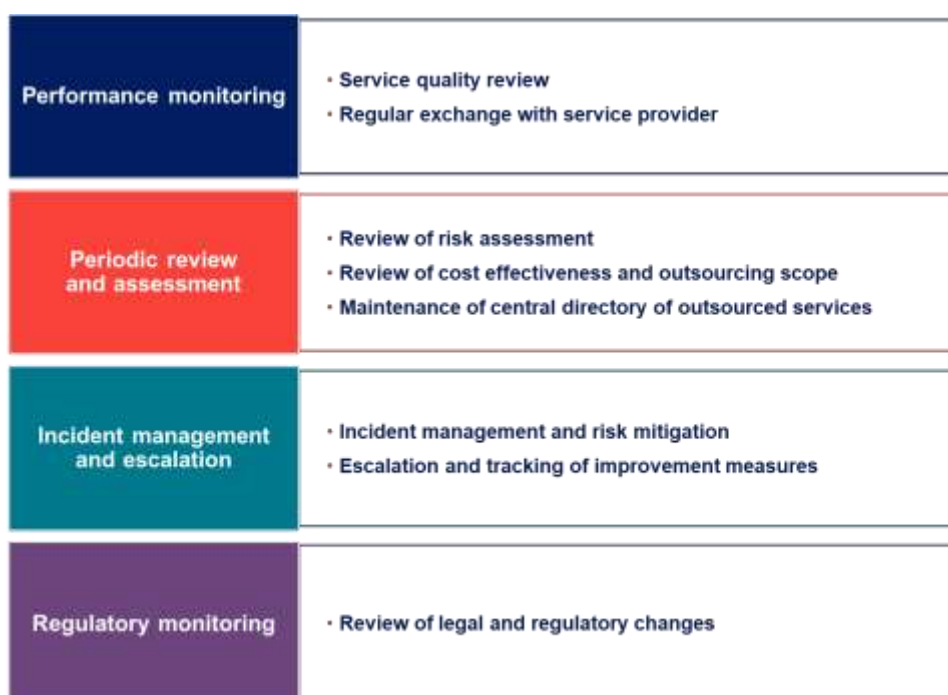 Performance monitoring
• Service quality review
• Regular exchange with service provider
Periodic review
and assessment
• Review of risk assessment
• Review of cost effectiveness and outsourcing scope
• Maintenance of central directory of outsourced services
Incident management
and escalation
• Incident management and risk mitigation
• Escalation and tracking of improvement measures
Regulatory monitoring
• Review of legal and regulatory changes